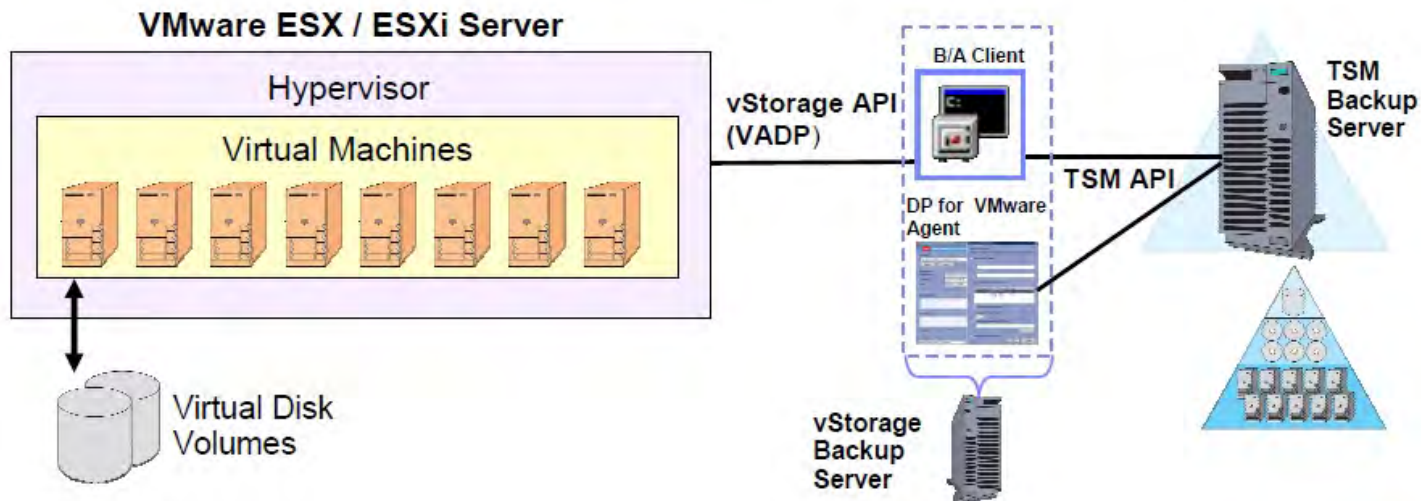 VMware ESX / ESXi Server
Hypervisor
Virtual Machines
Virtual Disk
Volumes
vStorage API
(VADP)
B/A Client
C:
DP for VMware
Agent
vStorage
Backup
Server
TSM API
TSM
Backup
Server